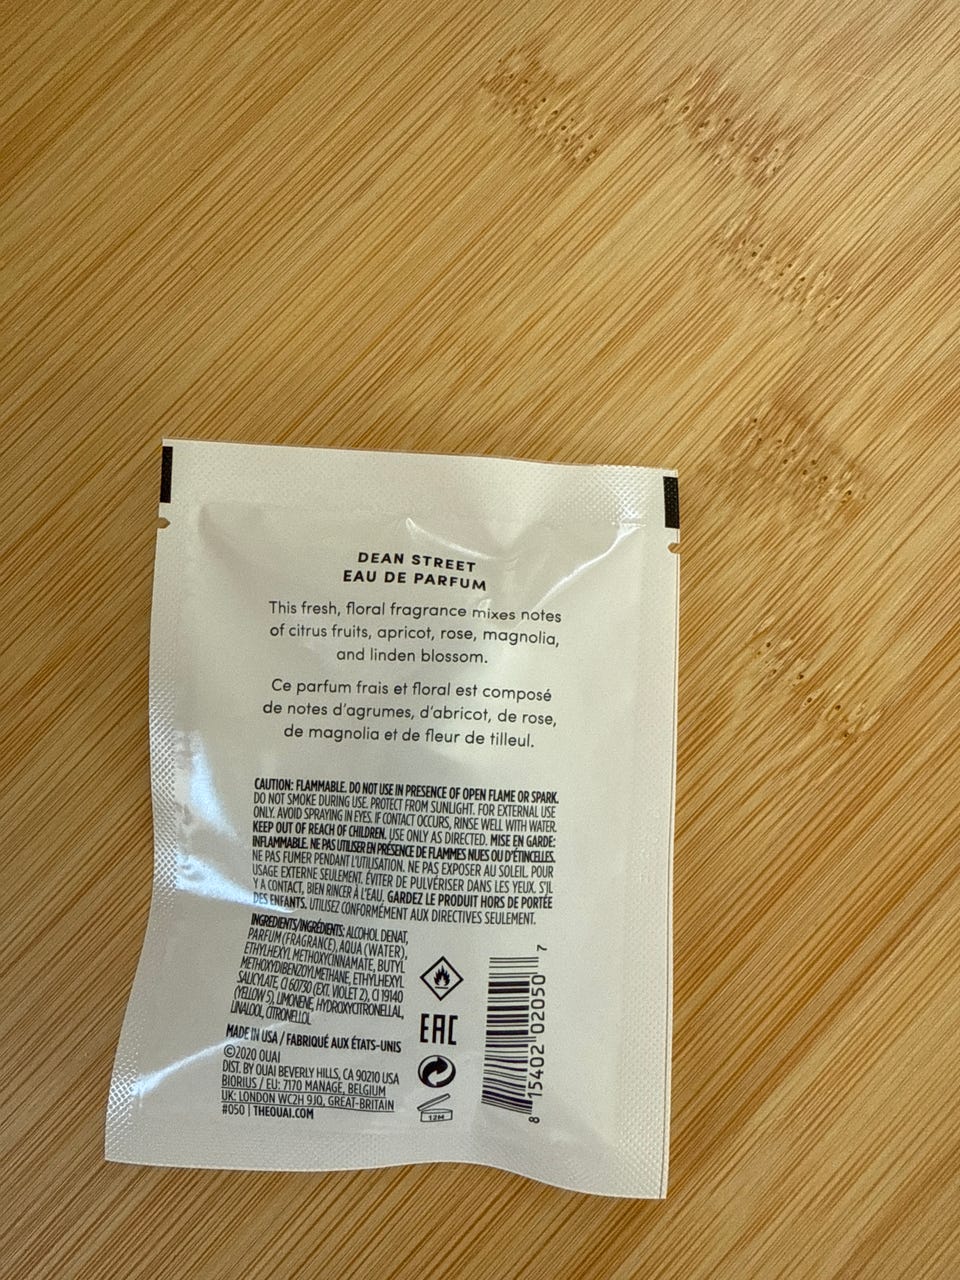 DEAN STREET
EAU DE PARFUM
This fresh, floral fragrance mixes notes
of citrus fruits, apricot, rose, magnolia,
and linden blossom.
Ce parfum frais et floral est composé
de notes d'agrumes, d'abricot, de rose,
de magnolia et de fleur de tilleul.
CAUTION: FLAMMABLE. DO NOT USE IN PRESENCE OF OPEN FLAME OR SPARK.
DO NOT SMOKE DURING USE. PROTECT FROM SUNLIGHT. FOR EXTERNAL USE
ONLY. AVOID SPRAYING IN EYES. IF CONTACT OCCURS, RINSE WELL WITH WATER.
KEEP OUT OF REACH OF CHILDREN. USE ONLY AS DIRECTED. MISE EN GARDE:
INFLAMMABLE. NE PAS UTILISER EN PRÉSENCE DE FLAMMES NUES OU D'ÉTINCELLES.
NE PAS FUMER PENDANT L'UTILISATION. NE PAS EXPOSER AU SOLEIL. POUR
USAGE EXTERNE SEULEMENT. ÉVITER DE PULVÉRISER DANS LES YEUX. S'IL
Y A CONTACT, BIEN RINCER À L'EAU. GARDEZ LE PRODUIT HORS DE PORTÉE
DES ENFANTS. UTILISEZ CONFORMÉMENT AUX DIRECTIVES SEULEMENT.
INGREDIENTS/INGRÉDIENTS: ALCOHOL DENAT,
PARFUM (FRAGRANCE), AQUA (WATER),
ETHYLHEXYL METHOXYCINNAMATE, BUTYL
METHOXYDIBENZOYLMETHANE, ETHYLHEXYL
SALICYLATE, CI 60730 (EXT. VIOLET 2), CI 19140
(YELLOW 5), LIMONENE, HYDROXYCITRONELLAL,
LINALOOL, CITRONELLOL
MADE IN USA / FABRIQUÉ AUX ÉTATS-UNIS
©2020 OUAI
DIST. BY OUAI BEVERLY HILLS, CA 90210 USA
BIORIUS / EU: 7170 MANAGE, BELGIUM
UK: LONDON WC2H 9JQ, GREAT-BRITAIN
#050 | THEOUAI.COM
EAC
12M
8 15402 02050 7